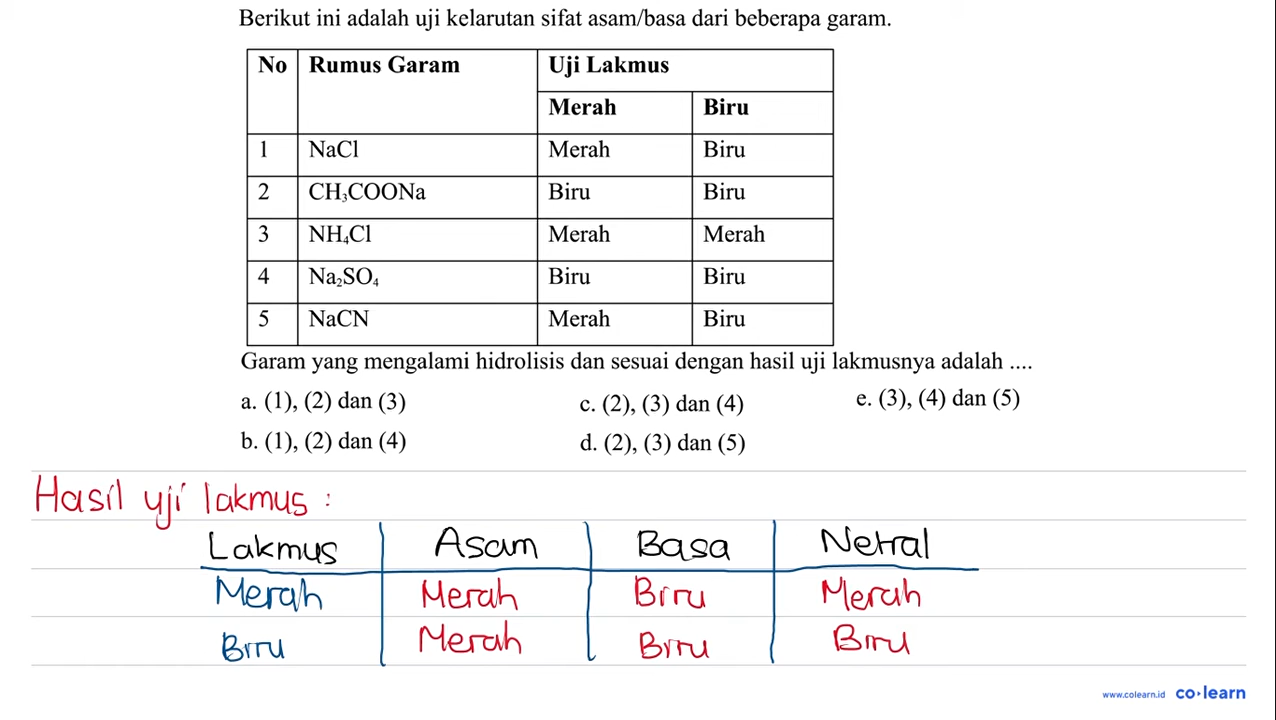 Berikut ini adalah uji kelarutan sifat asam/basa dari beberapa garam.
No Rumus Garam Uji Lakmus
Merah Biru
1 NaCl Merah Biru
2 CH₃COONa Biru Biru
3 NH₄Cl Merah Merah
4 Na₂SO₄ Biru Biru
5 NaCN Merah Biru
Garam yang mengalami hidrolisis dan sesuai dengan hasil uji lakmusnya adalah ....
a. (1), (2) dan (3) c. (2), (3) dan (4) e. (3), (4) dan (5)
b. (1), (2) dan (4) d. (2), (3) dan (5)
Hasil uji lakmus :
Lakmus Asam Basa Netral
Merah Merah Biru Merah
Biru Merah Biru Biru
www.colearn.id co·learn